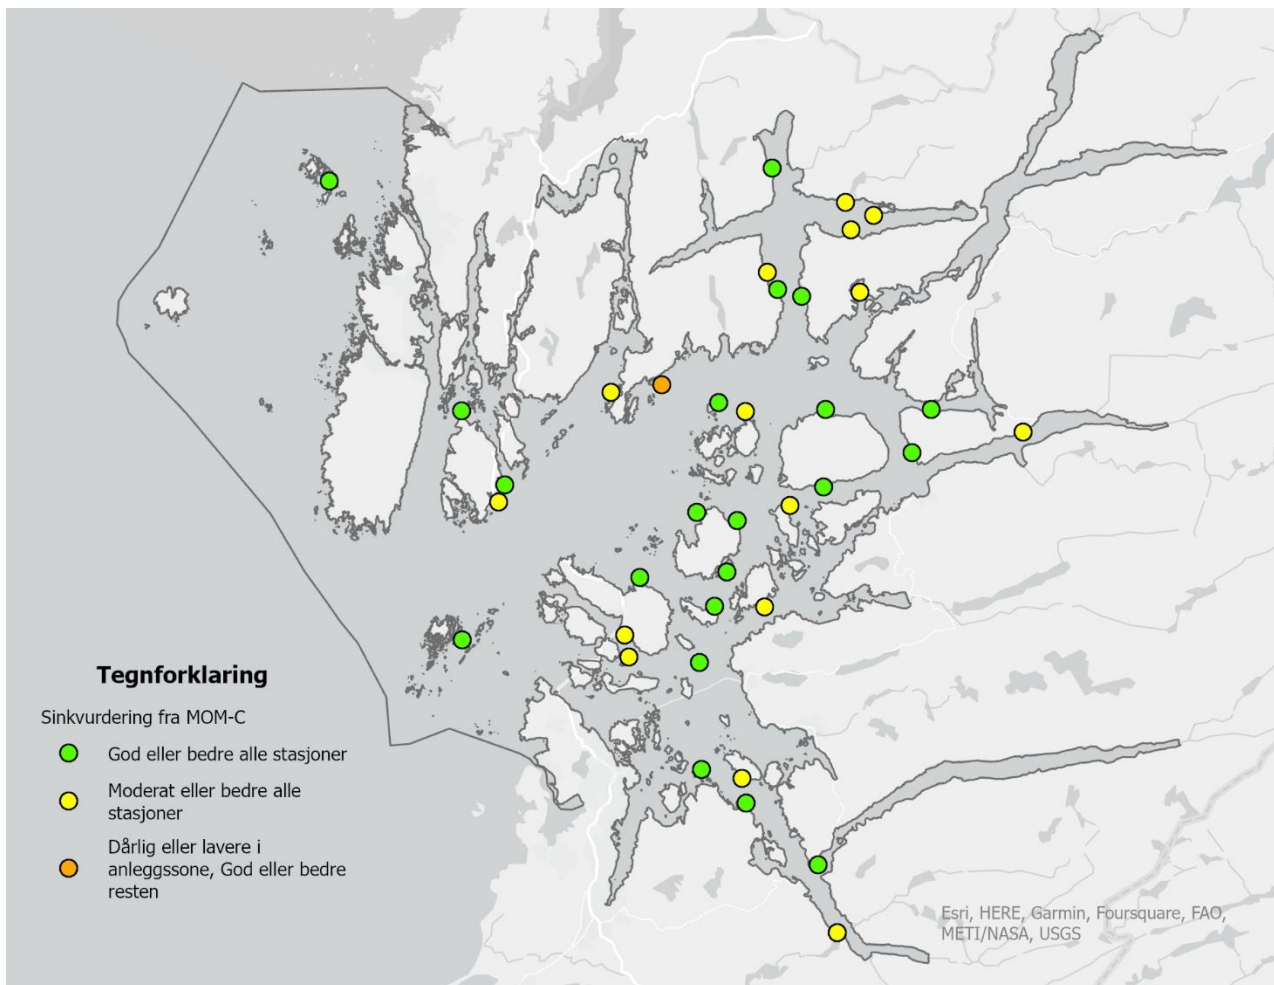 Tegnforklaring
Sinkvurdering fra MOM-C
God eller bedre alle stasjoner
Moderat eller bedre alle
stasjoner
Dårlig eller lavere i
anleggssone, God eller bedre
resten
Esri, HERE, Garmin, Foursquare, FAO,
METI/NASA, USGS